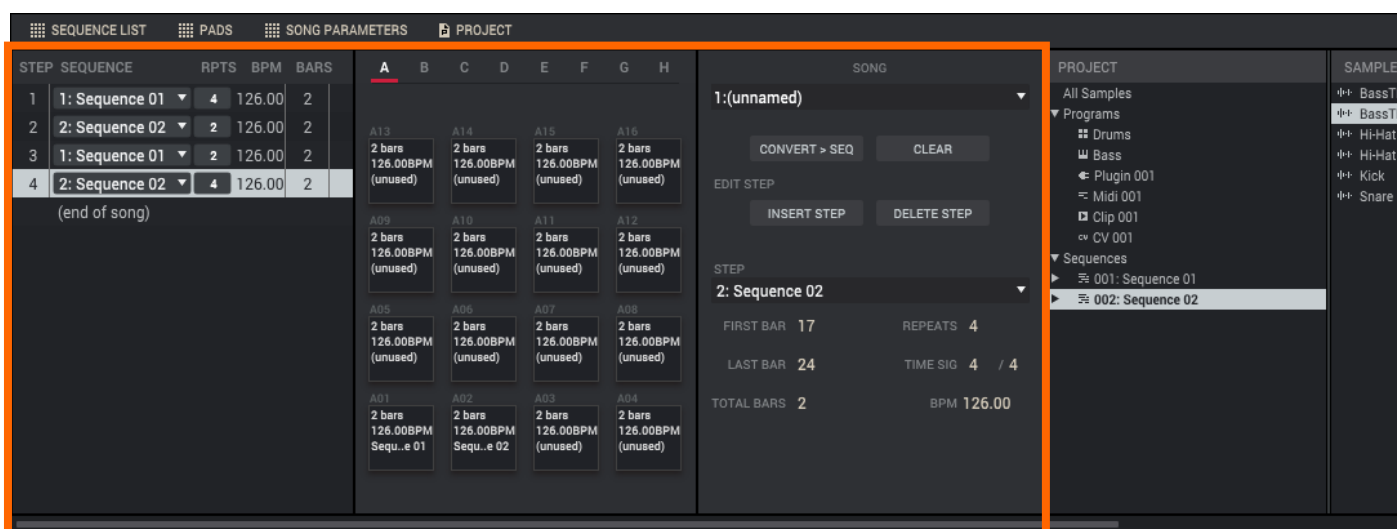 SEQUENCE LIST PADS SONG PARAMETERS PROJECT
STEP SEQUENCE RPTS BPM BARS
1 1: Sequence 01 4 126.00 2
2 2: Sequence 02 2 126.00 2
3 1: Sequence 01 2 126.00 2
4 2: Sequence 02 4 126.00 2
(end of song)
A B C D E F G H
A13 A14 A15 A16
2 bars 2 bars 2 bars 2 bars
126.00BPM 126.00BPM 126.00BPM 126.00BPM
(unused) (unused) (unused) (unused)
A09 A10 A11 A12
2 bars 2 bars 2 bars 2 bars
126.00BPM 126.00BPM 126.00BPM 126.00BPM
(unused) (unused) (unused) (unused)
A05 A06 A07 A08
2 bars 2 bars 2 bars 2 bars
126.00BPM 126.00BPM 126.00BPM 126.00BPM
(unused) (unused) (unused) (unused)
A01 A02 A03 A04
2 bars 2 bars 2 bars 2 bars
126.00BPM 126.00BPM 126.00BPM 126.00BPM
Sequ..e 01 Sequ..e 02 (unused) (unused)
SONG
1:(unnamed)
CONVERT > SEQ CLEAR
EDIT STEP
INSERT STEP DELETE STEP
STEP
2: Sequence 02
FIRST BAR 17 REPEATS 4
LAST BAR 24 TIME SIG 4 / 4
TOTAL BARS 2 BPM 126.00
PROJECT
All Samples
Programs
Drums
Bass
Plugin 001
Midi 001
Clip 001
CV CV 001
Sequences
001: Sequence 01
002: Sequence 02
SAMPLE
BassT
BassT
Hi-Hat
Hi-Hat
Kick
Snare